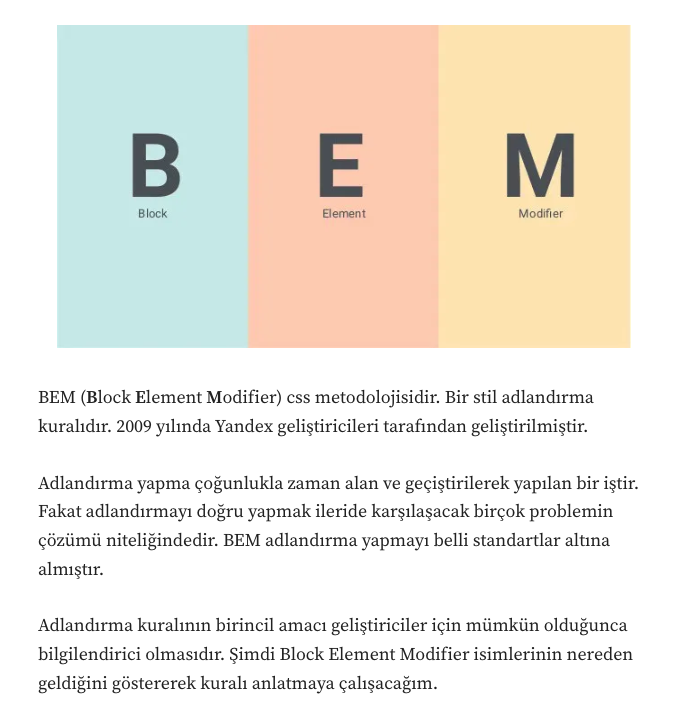 B E M
Block Element Modifier
BEM (Block Element Modifier) css metodolojisidir. Bir stil adlandırma
kuralıdır. 2009 yılında Yandex geliştiricileri tarafından geliştirilmiştir.
Adlandırma yapma çoğunlukla zaman alan ve geçiştirilerek yapılan bir iştir.
Fakat adlandırmayı doğru yapmak ileride karşılaşacak birçok problemin
çözümü niteliğindedir. BEM adlandırma yapmayı belli standartlar altına
almıştır.
Adlandırma kuralının birincil amacı geliştiriciler için mümkün olduğunca
bilgilendirici olmasıdır. Şimdi Block Element Modifier isimlerinin nereden
geldiğini göstererek kuralı anlatmaya çalışacağım.